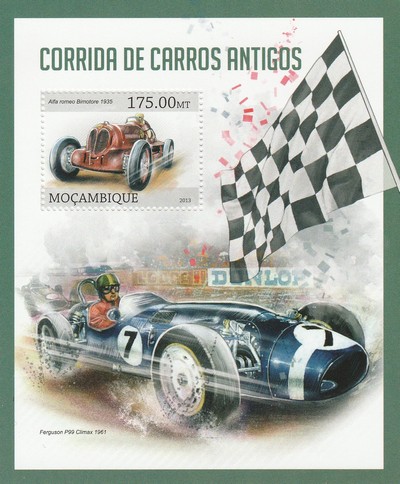 CORRIDA DE CARROS ANTIGOS
Alfa romeo Bimotore 1935
175.00MT
MOÇAMBIQUE
2013
DUNLOP
7
7
Ferguson P99 Climax 1961